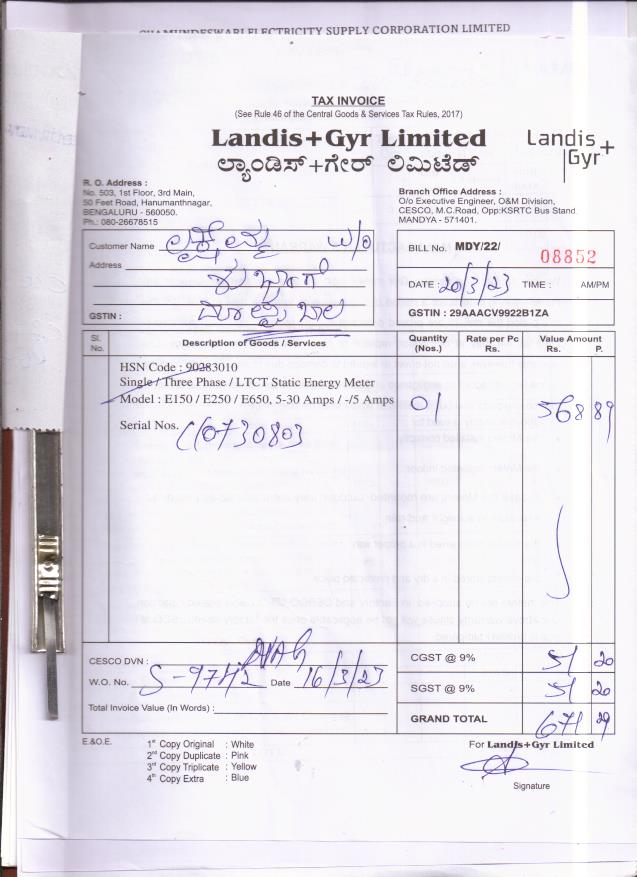 CHAMUNDESWARI ELECTRICITY SUPPLY CORPORATION LIMITED
TAX INVOICE
(See Rule 46 of the Central Goods & Services Tax Rules, 2017)
Landis+Gyr Limited
Landis+
Gyr
ಲ್ಯಾಂಡಿಸ್+ಗೇರ್ ಲಿಮಿಟೆಡ್
R. O. Address :
No. 503, 1st Floor, 3rd Main,
50 Feet Road, Hanumanthnagar,
BENGALURU - 560050.
Ph.: 080-26678515
Branch Office Address :
O/o Executive Engineer, O&M Division,
CESCO, M.C.Road, Opp:KSRTC Bus Stand.
MANDYA - 571401.
Customer Name
Address
GSTIN :
BILL No. MDY/22/ 08852
DATE : 20/3/23 TIME : AM/PM
GSTIN : 29AAACV9922B1ZA
Sl. No. Description of Goods / Services Quantity (Nos.) Rate per Pc Rs. Value Amount Rs. P.
HSN Code : 90283010
Single / Three Phase / LTCT Static Energy Meter
Model : E150 / E250 / E650, 5-30 Amps / -/5 Amps 01 568 89
Serial Nos. 0730803
CESCO DVN :
W.O. No. S-9742 Date 16/3/23
Total Invoice Value (In Words) :
CGST @ 9% 51 20
SGST @ 9% 51 20
GRAND TOTAL 671 29
E.&O.E.
1st Copy Original : White
2nd Copy Duplicate : Pink
3rd Copy Triplicate : Yellow
4th Copy Extra : Blue
For Landis+Gyr Limited
Signature